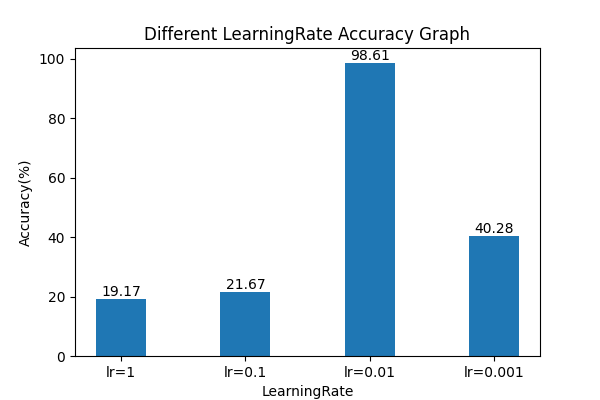 Different LearningRate Accuracy Graph
98.61
40.28
21.67
19.17
100
80
60
40
20
0
Accuracy(%)
lr=1 lr=0.1 lr=0.01 lr=0.001
LearningRate